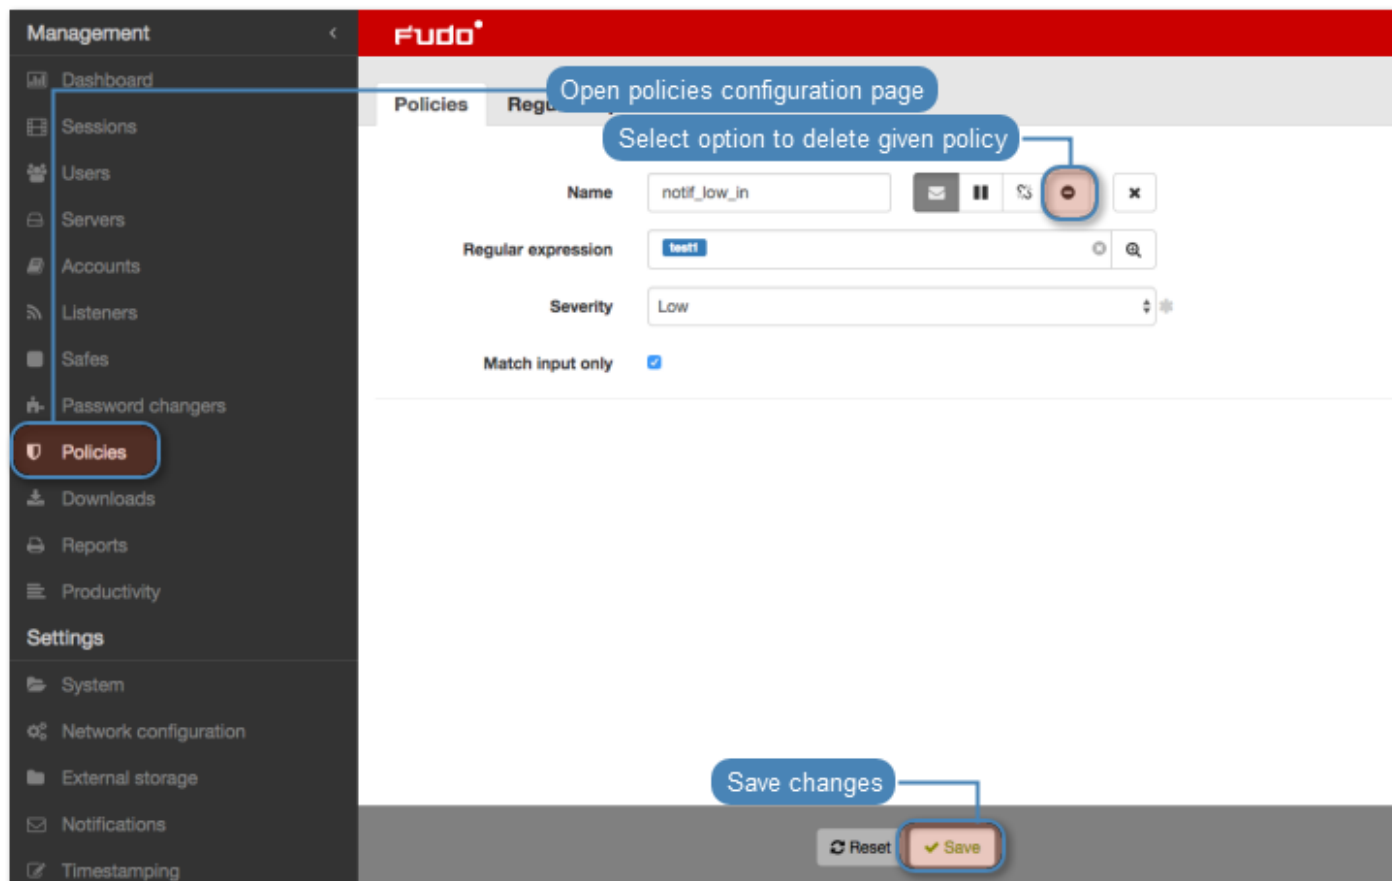 Management
Fudo
Dashboard
Open policies configuration page
Policies
Sessions
Select option to delete given policy
Users
Name
notif_low_in
Servers
Regular expression
test1
Accounts
Listeners
Severity
Low
Safes
Match input only
Password changers
Policies
Downloads
Reports
Productivity
Settings
System
Network configuration
External storage
Save changes
Notifications
Reset
Save
Timestamping